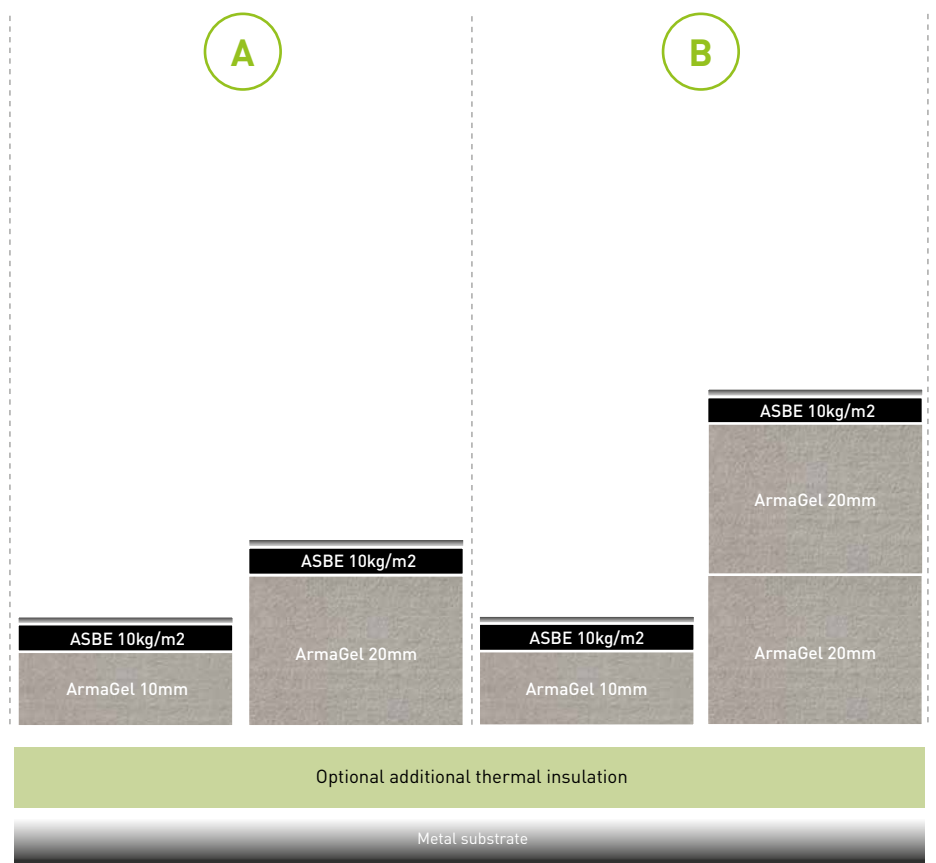 A
B
ASBE 10kg/m2
ArmaGel 10mm
ASBE 10kg/m2
ArmaGel 20mm
ASBE 10kg/m2
ArmaGel 10mm
ASBE 10kg/m2
ArmaGel 20mm
ArmaGel 20mm
Optional additional thermal insulation
Metal substrate